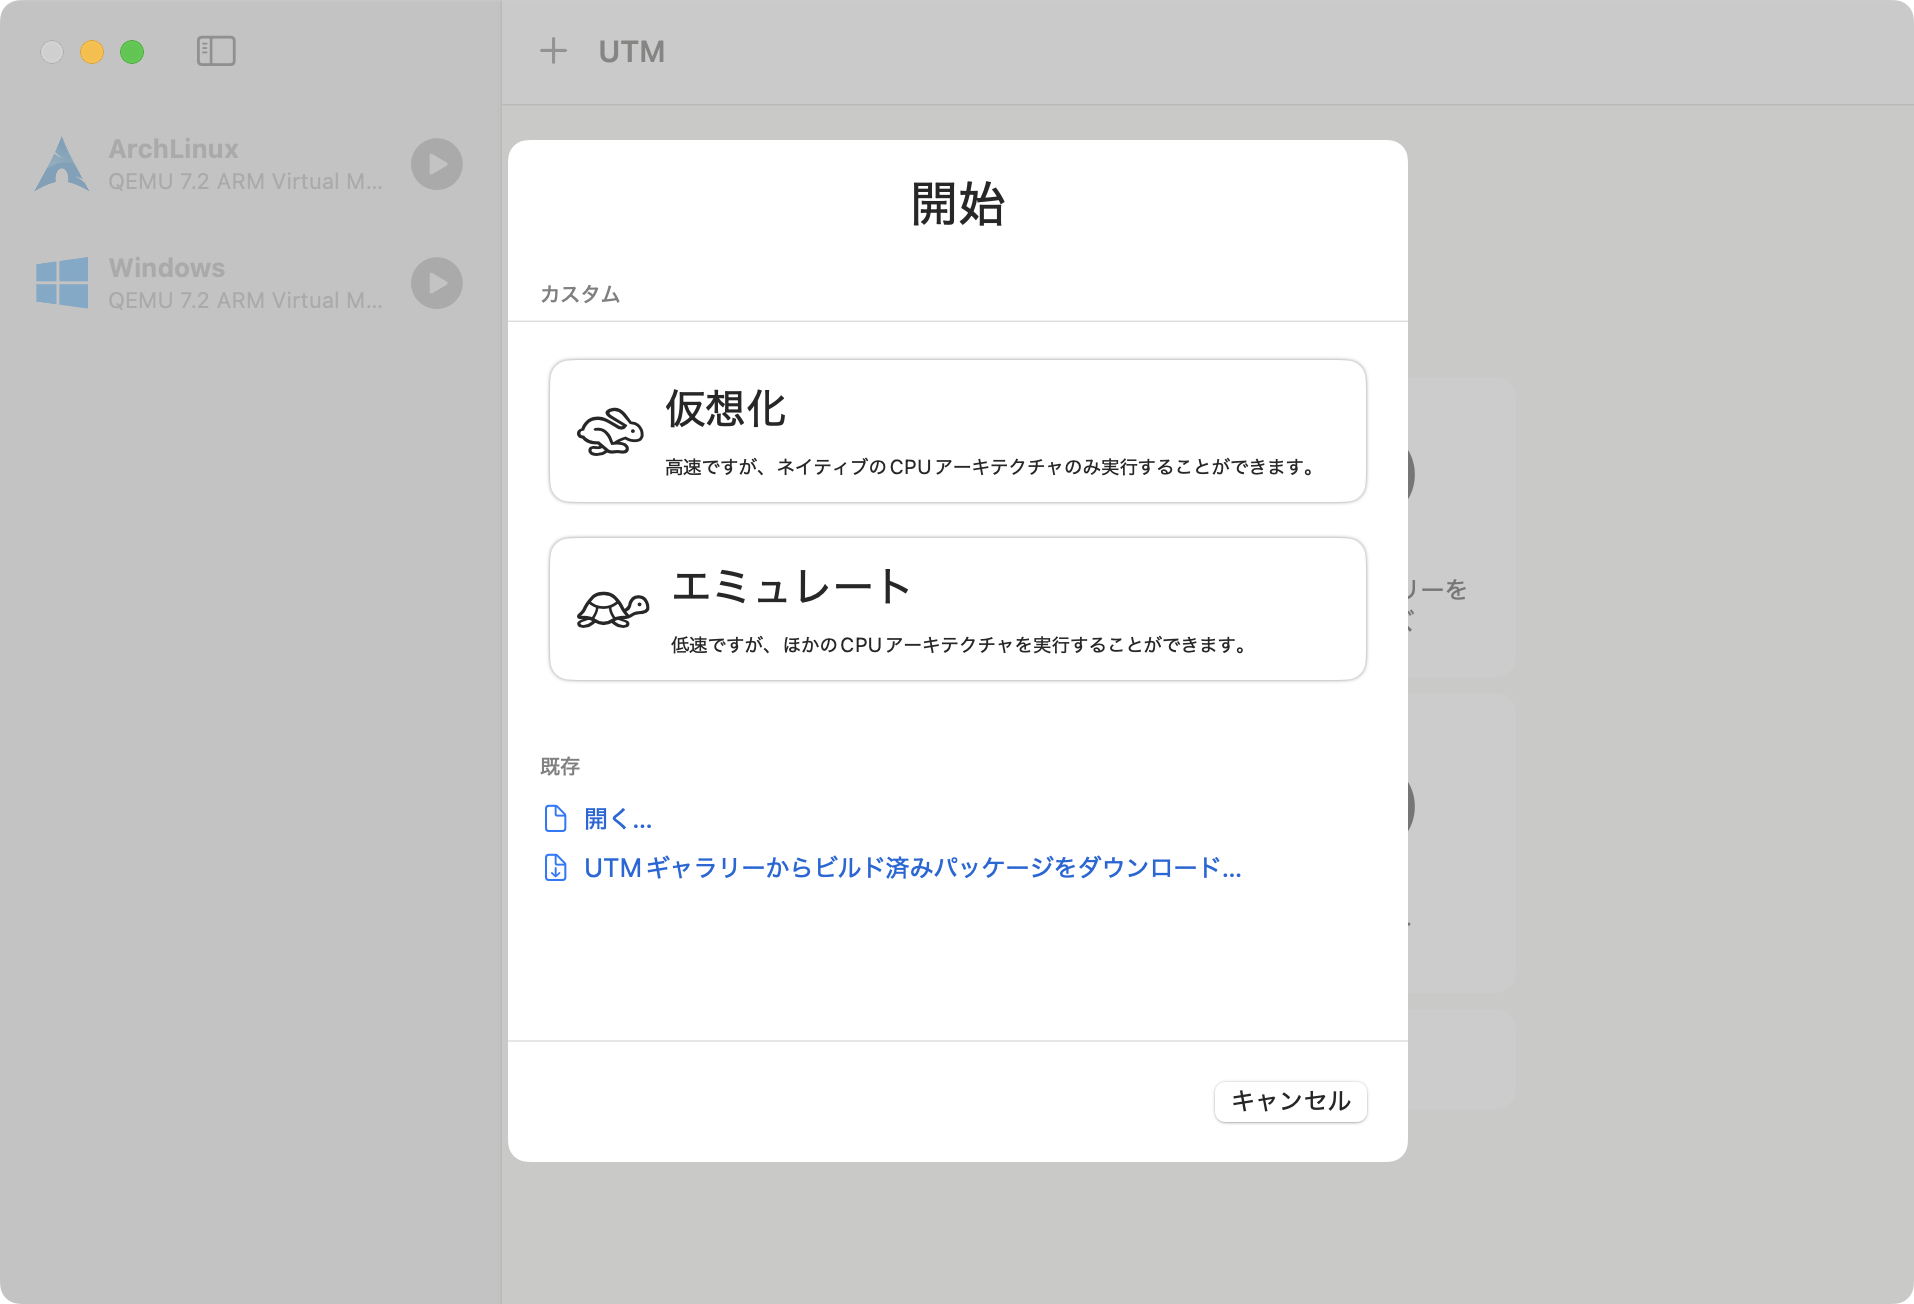 UTM
ArchLinux
QEMU 7.2 ARM Virtual M...
Windows
QEMU 7.2 ARM Virtual M...
開始
カスタム
仮想化
高速ですが、ネイティブのCPUアーキテクチャのみ実行することができます。
エミュレート
低速ですが、ほかのCPUアーキテクチャを実行することができます。
既存
開く...
UTMギャラリーからビルド済みパッケージをダウンロード...
キャンセル
リーを